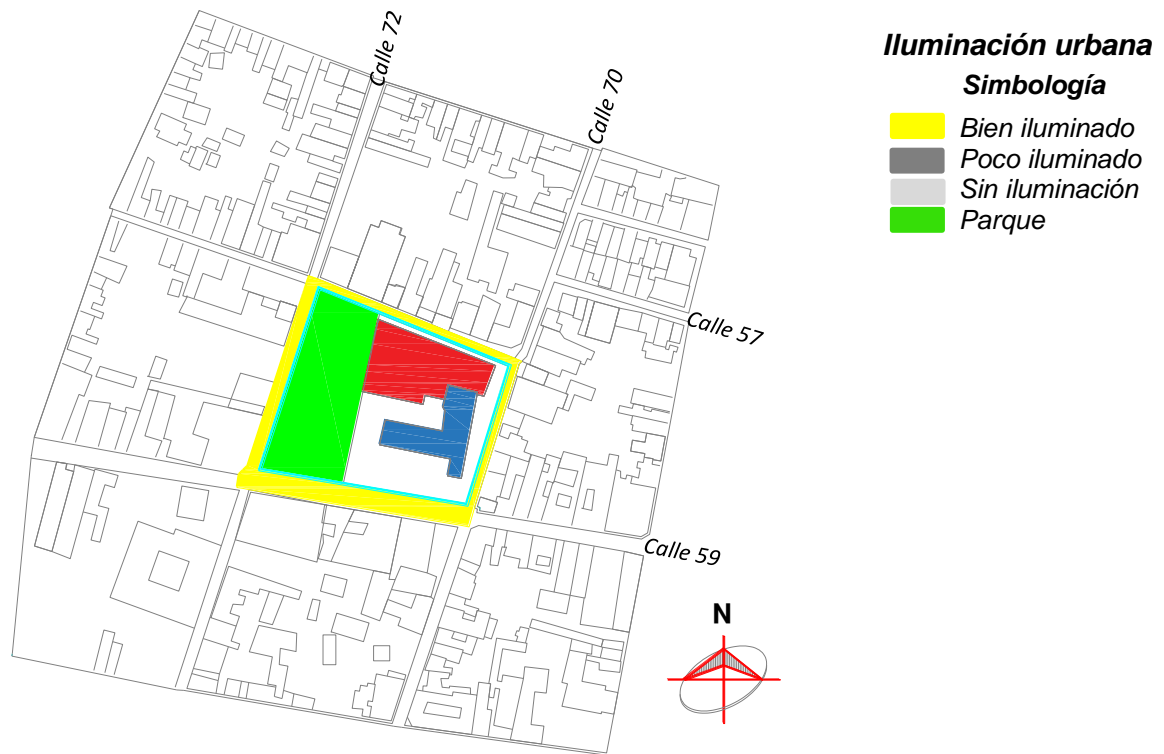 Iluminación urbana
Simbología
Bien iluminado
Poco iluminado
Sin iluminación
Parque
Calle 72
Calle 70
Calle 57
Calle 59
N